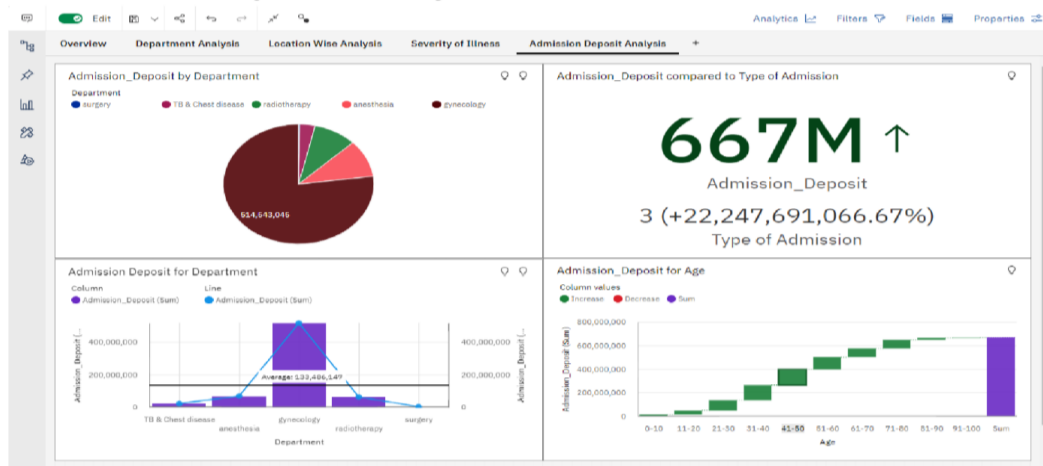 Edit
Analytics
Filters
Fields
Properties
Overview
Department Analysis
Location Wise Analysis
Severity of Illness
Admission Deposit Analysis
+
Admission_Deposit by Department
Department
surgery
TB & Chest disease
radiotherapy
anesthesia
gynecology
514,643,046
Admission_Deposit compared to Type of Admission
667M ↑
Admission_Deposit
3 (+22,247,691,066.67%)
Type of Admission
Admission Deposit for Department
Column
Line
Admission_Deposit (Sum)
Admission_Deposit (Sum)
Admission_Deposit (...
400,000,000
200,000,000
0
Average: 133,486,149
400,000,000
200,000,000
0
Admission_Deposit (...
TB & Chest disease
anesthesia
gynecology
radiotherapy
surgery
Department
Admission_Deposit for Age
Column values
Increase
Decrease
Sum
Admission_Deposit (Sum)
800,000,000
600,000,000
400,000,000
200,000,000
0
0-10
11-20
21-30
31-40
41-50
51-60
61-70
71-80
81-90
91-100
Sum
Age